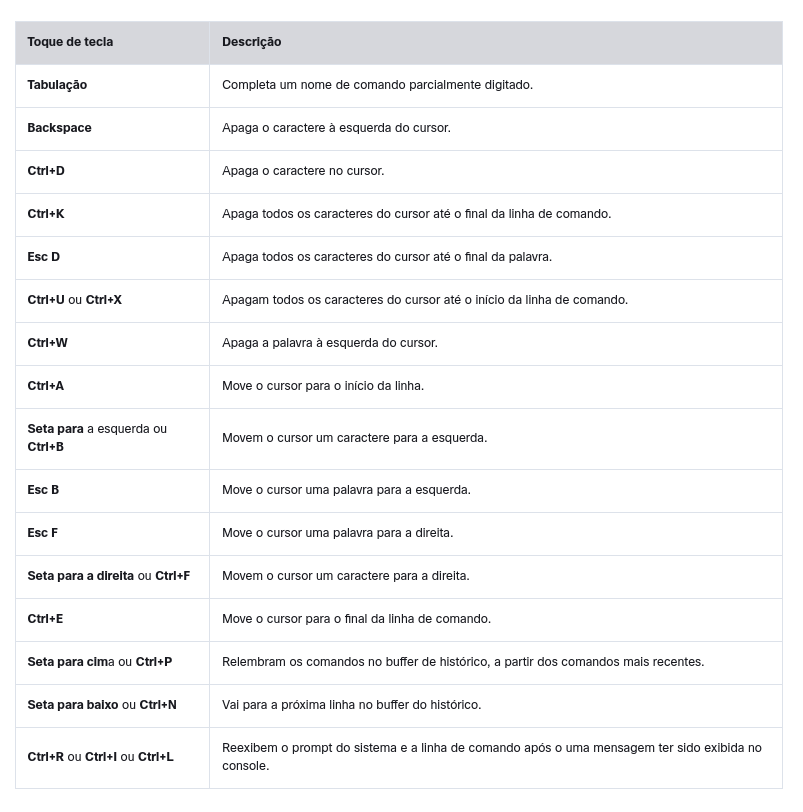 Toque de tecla Descrição
Tabulação Completa um nome de comando parcialmente digitado.
Backspace Apaga o caractere à esquerda do cursor.
Ctrl+D Apaga o caractere no cursor.
Ctrl+K Apaga todos os caracteres do cursor até o final da linha de comando.
Esc D Apaga todos os caracteres do cursor até o final da palavra.
Ctrl+U ou Ctrl+X Apagam todos os caracteres do cursor até o início da linha de comando.
Ctrl+W Apaga a palavra à esquerda do cursor.
Ctrl+A Move o cursor para o início da linha.
Seta para a esquerda ou
Ctrl+B
Movem o cursor um caractere para a esquerda.
Esc B Move o cursor uma palavra para a esquerda.
Esc F Move o cursor uma palavra para a direita.
Seta para a direita ou Ctrl+F Movem o cursor um caractere para a direita.
Ctrl+E Move o cursor para o final da linha de comando.
Seta para cima ou Ctrl+P Relembram os comandos no buffer de histórico, a partir dos comandos mais recentes.
Seta para baixo ou Ctrl+N Vai para a próxima linha no buffer do histórico.
Ctrl+R ou Ctrl+I ou Ctrl+L Reexibem o prompt do sistema e a linha de comando após o uma mensagem ter sido exibida no
console.